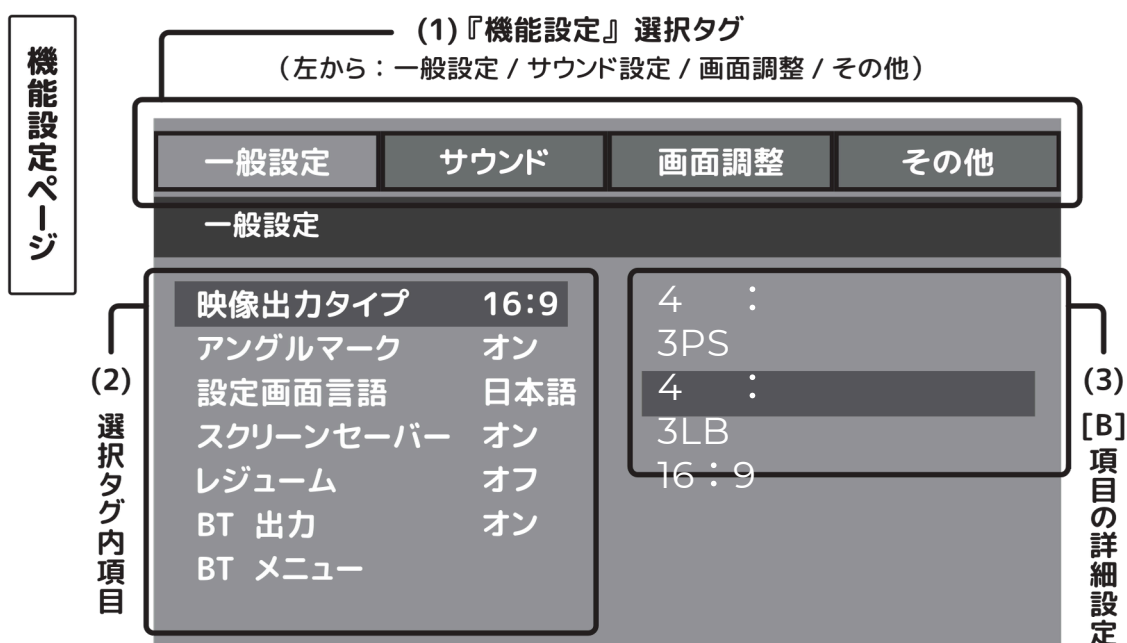 機能設定ページ
(1)『機能設定』選択タグ
（左から：一般設定 / サウンド設定 / 画面調整 / その他）
一般設定 サウンド 画面調整 その他
一般設定
映像出力タイプ 16:9
アングルマーク オン
設定画面言語 日本語
スクリーンセーバー オン
レジューム オフ
BT 出力 オン
BT メニュー
4 :
3PS
4 :
3LB
16 : 9
(2)
選択タグ内項目
(3)
[B]項目の詳細設定